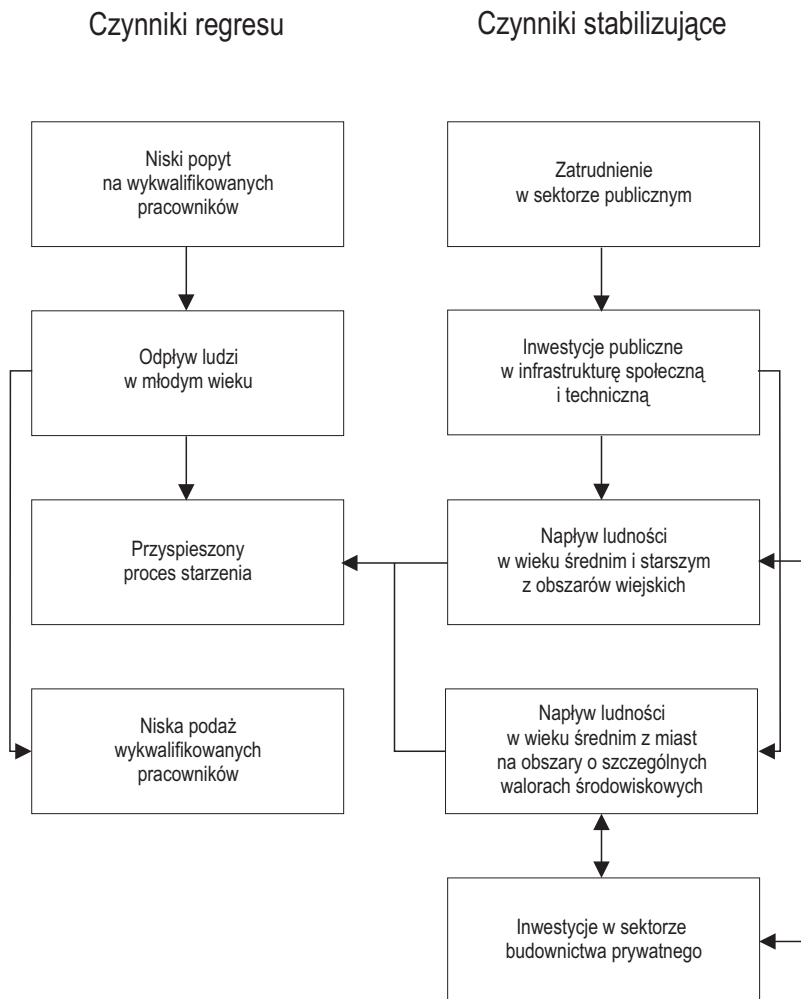 Czynniki regresu
Czynniki stabilizujące
Niski popyt
na wykwalifikowanych
pracowników
Zatrudnienie
w sektorze publicznym
Odpływ ludzi
w młodym wieku
Inwestycje publiczne
w infrastrukturę społeczną
i techniczną
Przyspieszony
proces starzenia
Napływ ludności
w wieku średnim i starszym
z obszarów wiejskich
Niska podaż
wykwalifikowanych
pracowników
Napływ ludności
w wieku średnim z miast
na obszary o szczególnych
walorach środowiskowych
Inwestycje w sektorze
budownictwa prywatnego